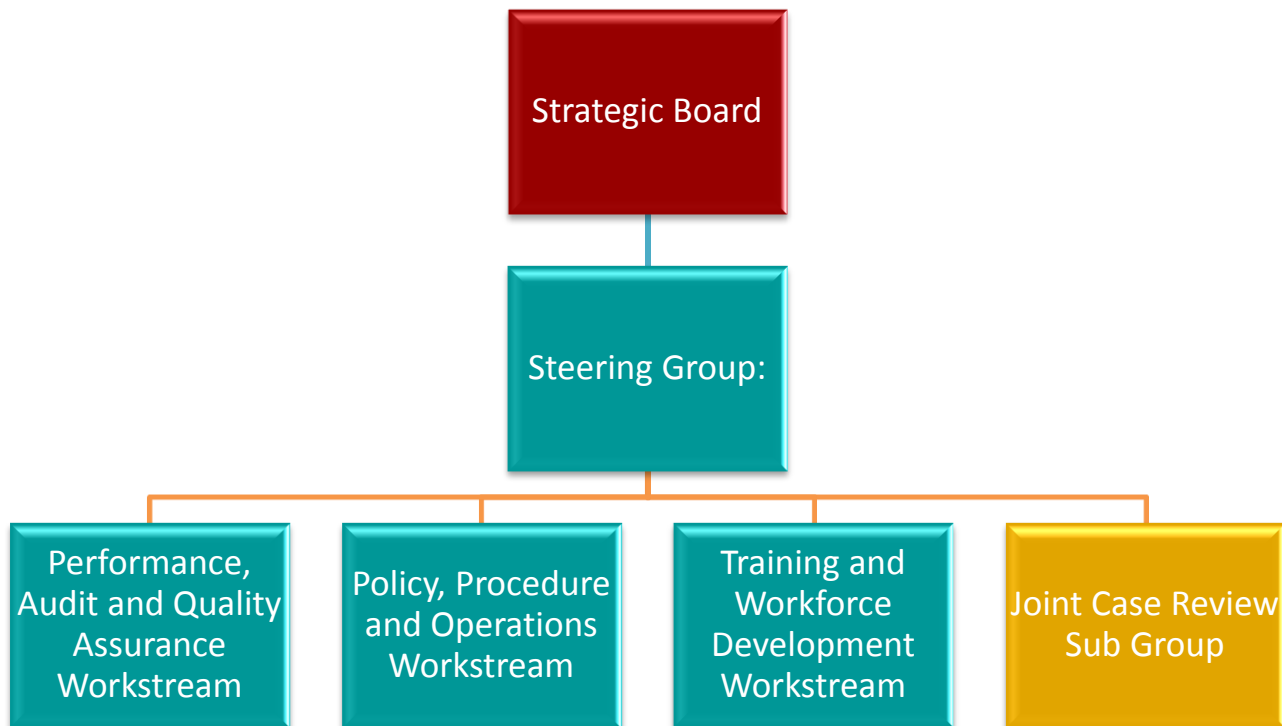 Strategic Board
Steering Group:
Performance,
Audit and Quality
Assurance
Workstream
Policy, Procedure
and Operations
Workstream
Training and
Workforce
Development
Workstream
Joint Case Review
Sub Group